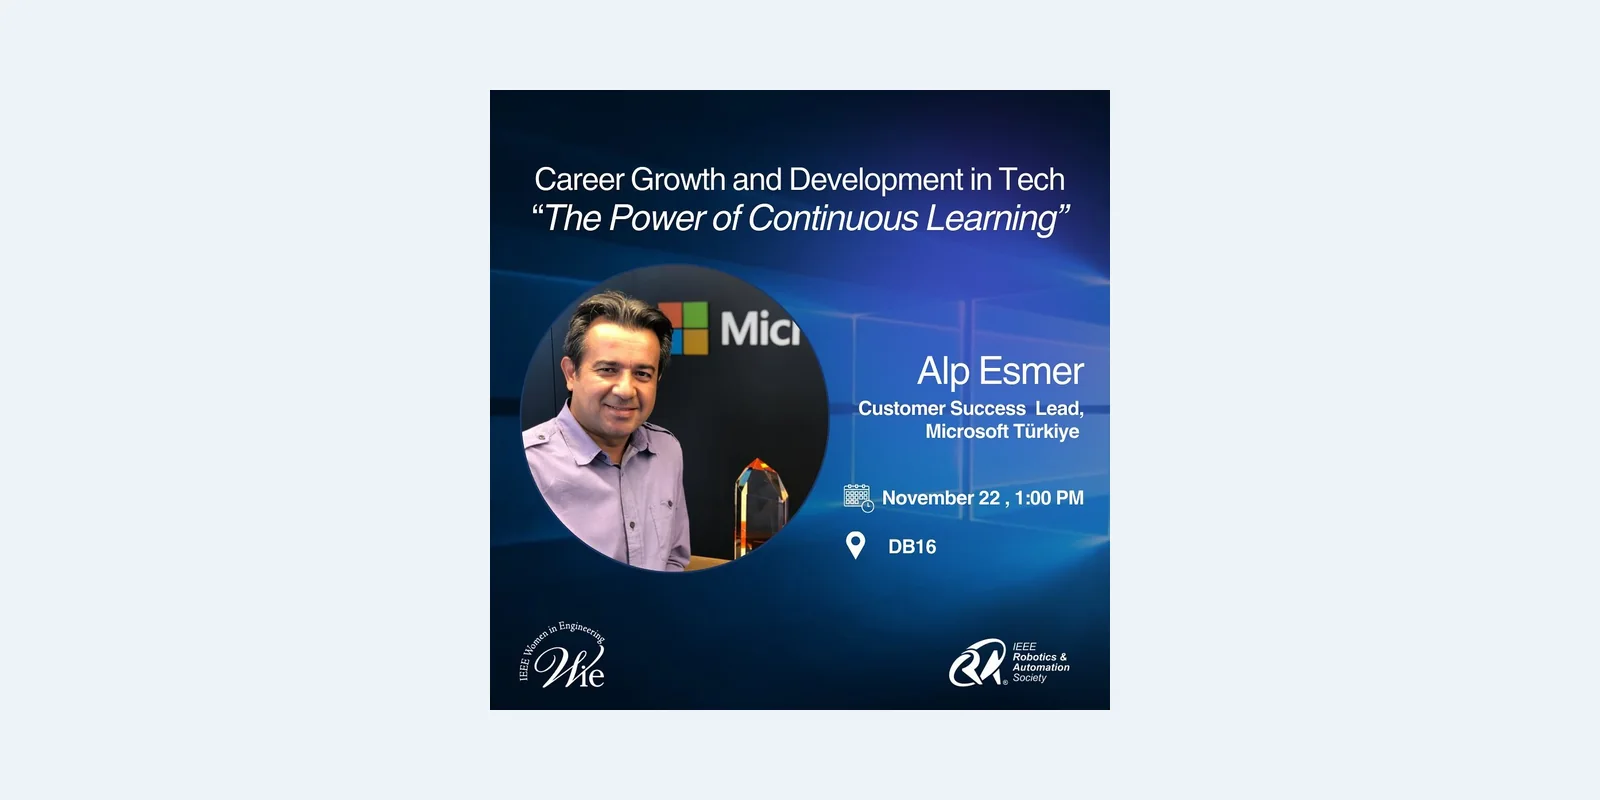 Career Growth and Development in Tech
“The Power of Continuous Learning”
Mic
Alp Esmer
Customer Success Lead,
Microsoft Türkiye
November 22 , 1:00 PM
DB16
IEEE Women in Engineering
Wie
IEEE
Robotics &
Automation
Society